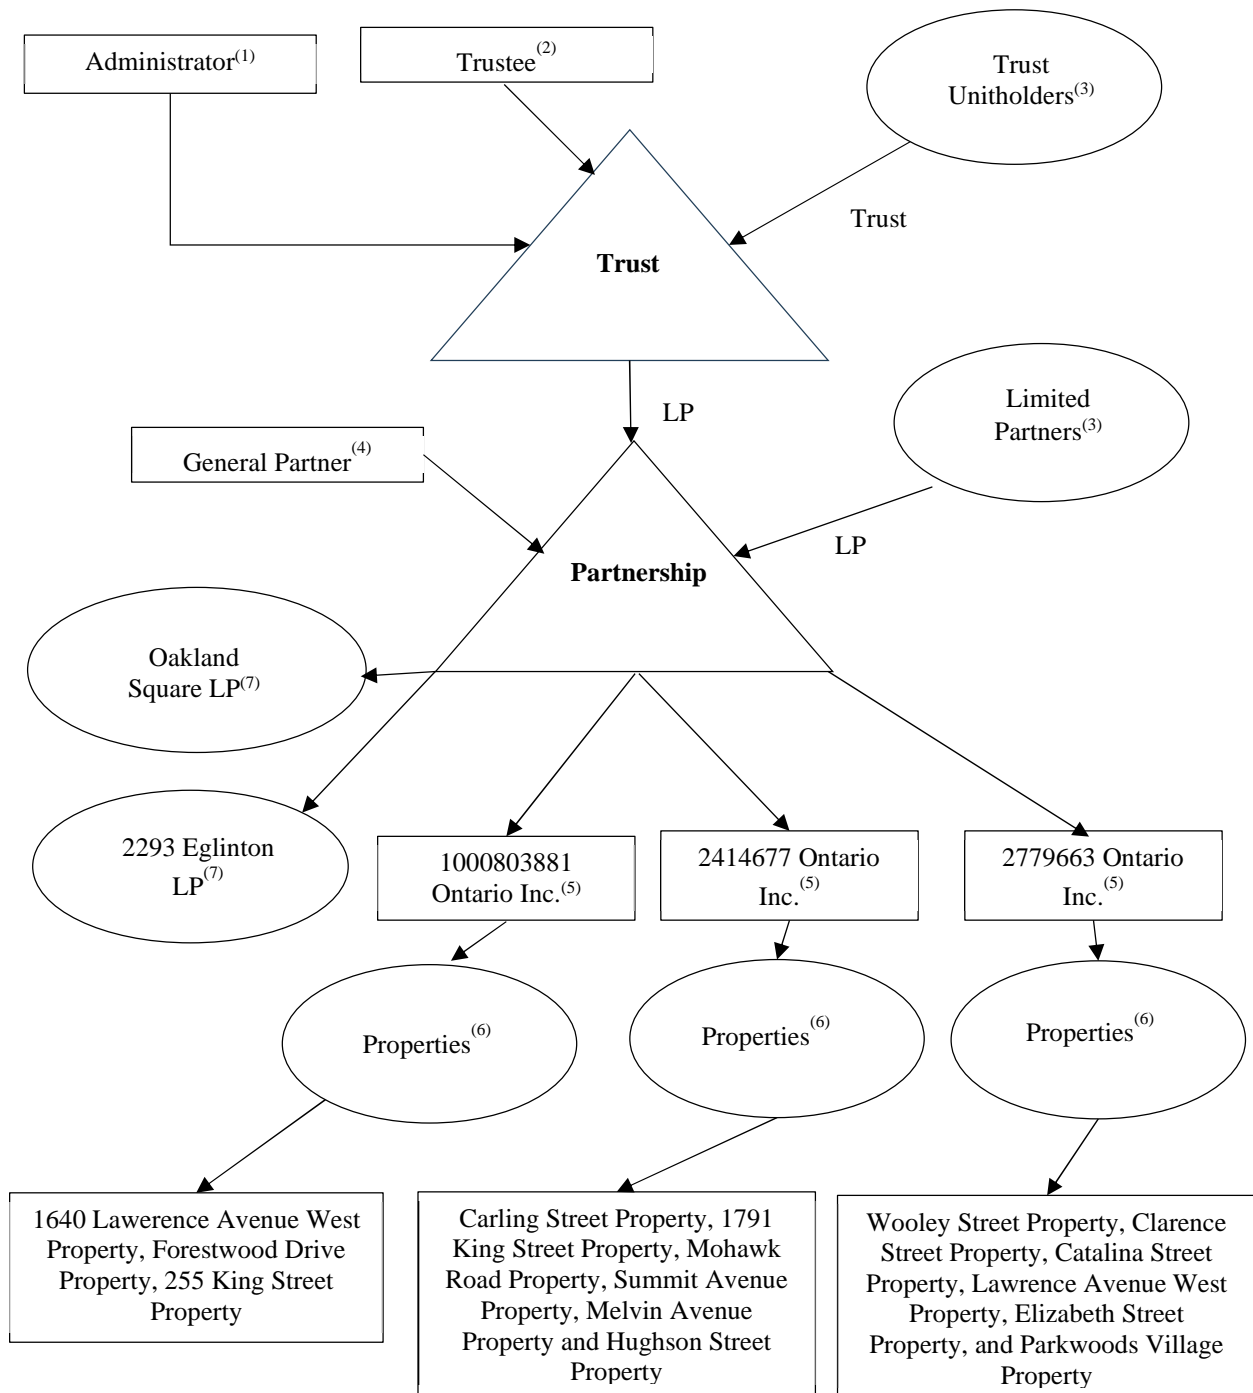 Administrator(1)
Trustee(2)
Trust
Unitholders(3)
Trust
Trust
LP
Limited
Partners(3)
General Partner(4)
LP
Partnership
Oakland
Square LP(7)
2293 Eglinton
LP(7)
1000803881
Ontario Inc.(5)
2414677 Ontario
Inc.(5)
2779663 Ontario
Inc.(5)
Properties(6)
Properties(6)
Properties(6)
1640 Lawerence Avenue West
Property, Forestwood Drive
Property, 255 King Street
Property
Carling Street Property, 1791
King Street Property, Mohawk
Road Property, Summit Avenue
Property, Melvin Avenue
Property and Hughson Street
Property
Wooley Street Property, Clarence
Street Property, Catalina Street
Property, Lawrence Avenue West
Property, Elizabeth Street
Property, and Parkwoods Village
Property